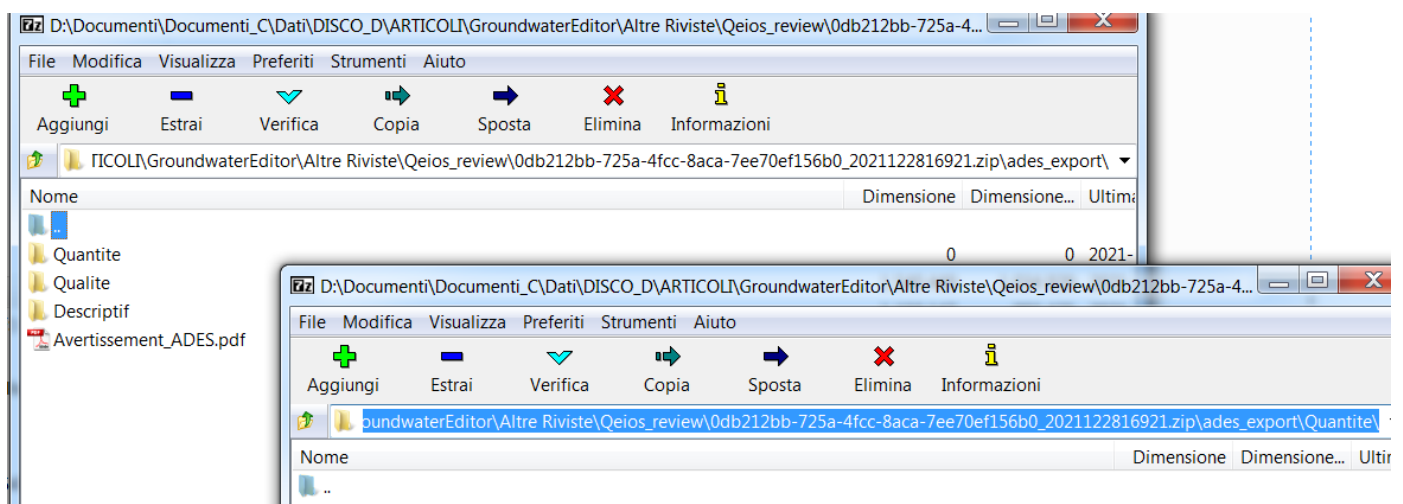 D:\Documenti\Documenti_C\Dati\DISCO_D\ARTICOLI\GroundwaterEditor\Altre Riviste\Qeios_review\0db212bb-725a-4...
File Modifica Visualizza Preferiti Strumenti Aiuto
Aggiungi Estrai Verifica Copia Sposta Elimina Informazioni
TICOLI\GroundwaterEditor\Altre Riviste\Qeios_review\0db212bb-725a-4fcc-8aca-7ee70ef156b0_2021122816921.zip\ades_export\
Nome Dimensione Dimensione... Ultima
..
Quantite 0 0 2021-
Qualite
Descriptif
Avertissement_ADES.pdf
D:\Documenti\Documenti_C\Dati\DISCO_D\ARTICOLI\GroundwaterEditor\Altre Riviste\Qeios_review\0db212bb-725a-4...
File Modifica Visualizza Preferiti Strumenti Aiuto
Aggiungi Estrai Verifica Copia Sposta Elimina Informazioni
oundwaterEditor\Altre Riviste\Qeios_review\0db212bb-725a-4fcc-8aca-7ee70ef156b0_2021122816921.zip\ades_export\Quantite\
Nome Dimensione Dimensione... Ultir
..